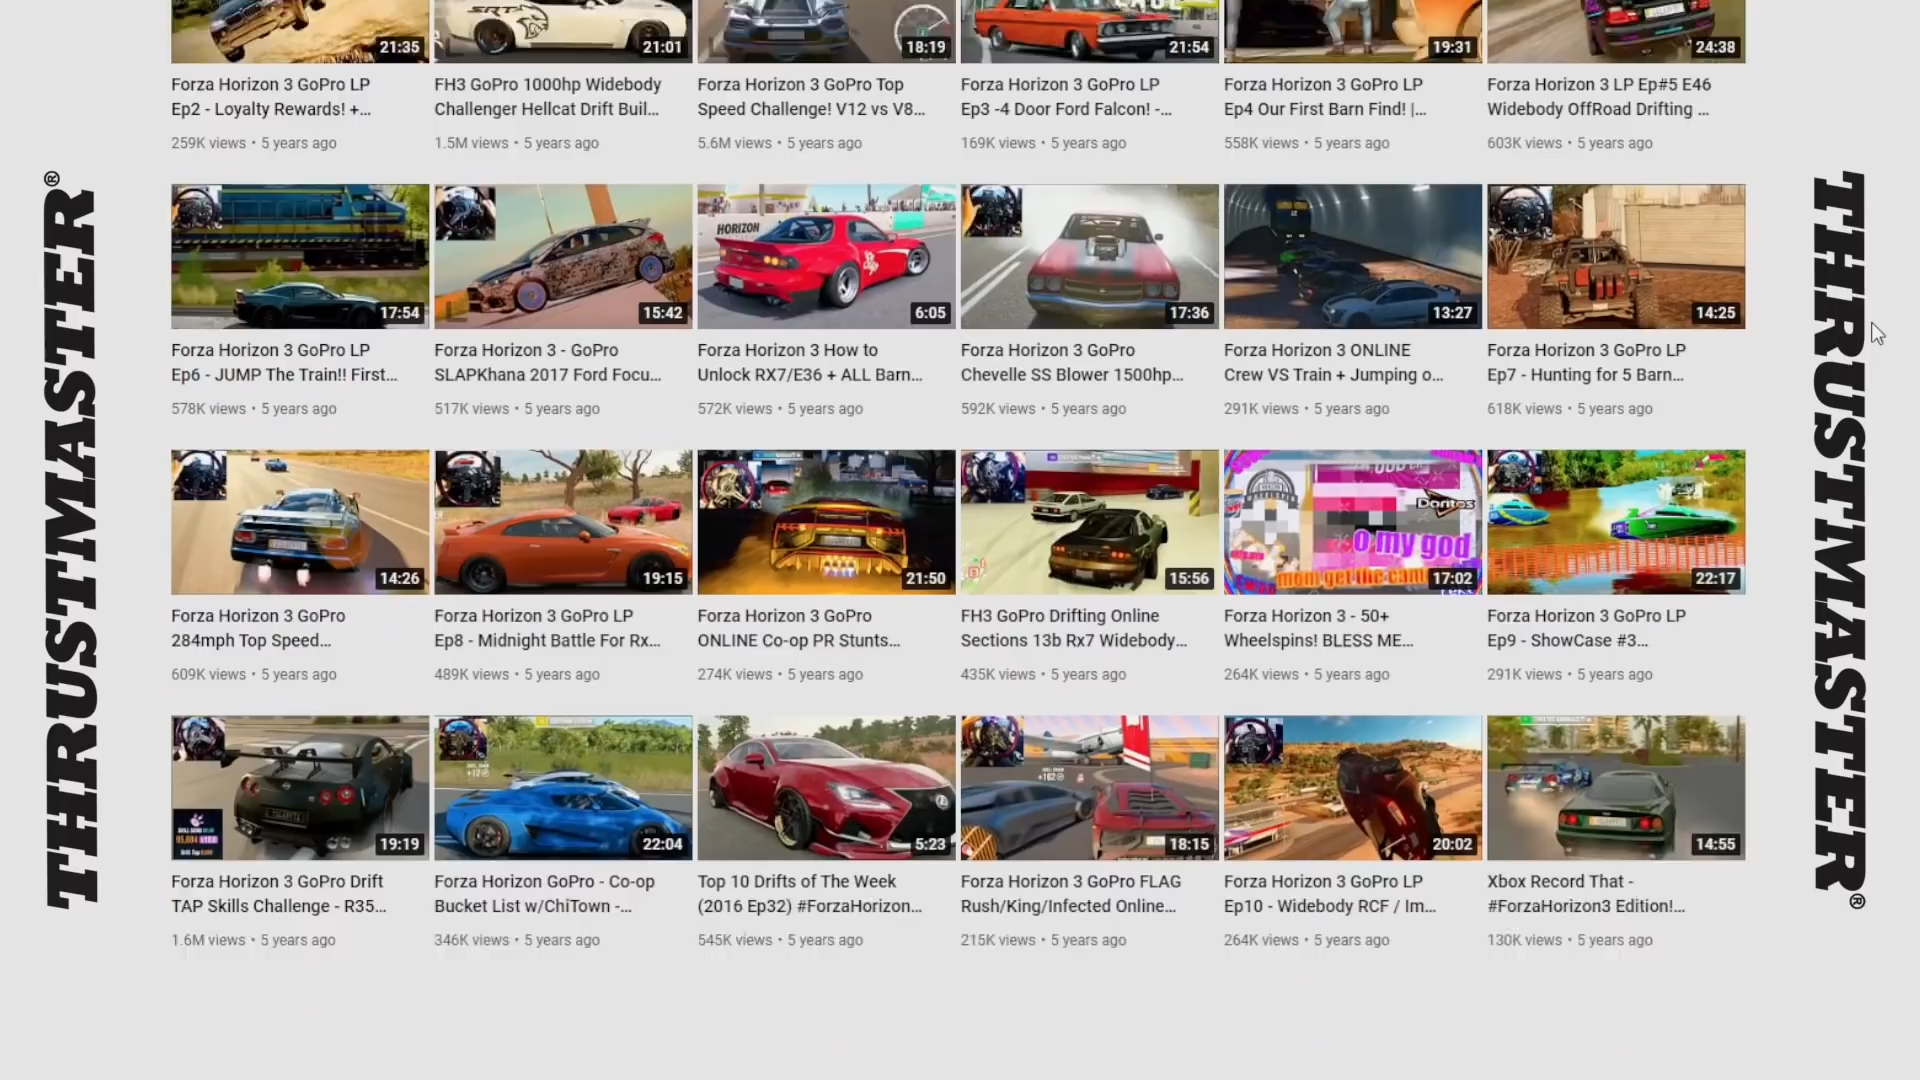 THRUSTMASTER®
THRUSTMASTER®
SRT
21:35
21:01
18:19
21:54
19:31
24:38
Forza Horizon 3 GoPro LP
Ep2 - Loyalty Rewards! +...
259K views • 5 years ago
FH3 GoPro 1000hp Widebody
Challenger Hellcat Drift Buil...
1.5M views • 5 years ago
Forza Horizon 3 GoPro Top
Speed Challenge! V12 vs V8...
5.6M views • 5 years ago
Forza Horizon 3 GoPro LP
Ep3 -4 Door Ford Falcon! -...
169K views • 5 years ago
Forza Horizon 3 GoPro LP
Ep4 Our First Barn Find! |...
558K views • 5 years ago
Forza Horizon 3 LP Ep#5 E46
Widebody OffRoad Drifting ...
603K views • 5 years ago
HORIZON
17:54
15:42
6:05
17:36
13:27
14:25
Forza Horizon 3 GoPro LP
Ep6 - JUMP The Train!! First...
578K views • 5 years ago
Forza Horizon 3 - GoPro
SLAPKhana 2017 Ford Focu...
517K views • 5 years ago
Forza Horizon 3 How to
Unlock RX7/E36 + ALL Barn...
572K views • 5 years ago
Forza Horizon 3 GoPro
Chevelle SS Blower 1500hp...
592K views • 5 years ago
Forza Horizon 3 ONLINE
Crew VS Train + Jumping o...
291K views • 5 years ago
Forza Horizon 3 GoPro LP
Ep7 - Hunting for 5 Barn...
618K views • 5 years ago
Doritos
o my god
mom get the cam
14:26
19:15
21:50
15:56
17:02
22:17
Forza Horizon 3 GoPro
284mph Top Speed...
609K views • 5 years ago
Forza Horizon 3 GoPro LP
Ep8 - Midnight Battle For Rx...
489K views • 5 years ago
Forza Horizon 3 GoPro
ONLINE Co-op PR Stunts...
274K views • 5 years ago
FH3 GoPro Drifting Online
Sections 13b Rx7 Widebody...
435K views • 5 years ago
Forza Horizon 3 - 50+
Wheelspins! BLESS ME...
264K views • 5 years ago
Forza Horizon 3 GoPro LP
Ep9 - ShowCase #3...
291K views • 5 years ago
19:19
22:04
5:23
18:15
20:02
14:55
Forza Horizon 3 GoPro Drift
TAP Skills Challenge - R35...
1.6M views • 5 years ago
Forza Horizon GoPro - Co-op
Bucket List w/ChiTown -...
346K views • 5 years ago
Top 10 Drifts of The Week
(2016 Ep32) #ForzaHorizon...
545K views • 5 years ago
Forza Horizon 3 GoPro FLAG
Rush/King/Infected Online...
215K views • 5 years ago
Forza Horizon 3 GoPro LP
Ep10 - Widebody RCF / Im...
264K views • 5 years ago
Xbox Record That -
#ForzaHorizon3 Edition!...
130K views • 5 years ago